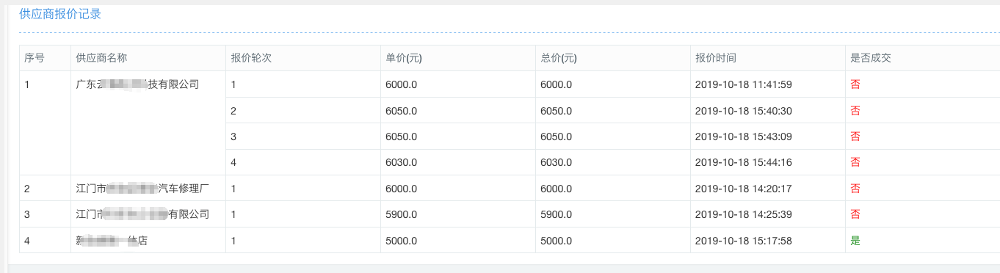 供应商报价记录
序号 供应商名称 报价轮次 单价(元) 总价(元) 报价时间 是否成交
1 广东 技有限公司 1 6000.0 6000.0 2019-10-18 11:41:59 否
2 6050.0 6050.0 2019-10-18 15:40:30 否
3 6050.0 6050.0 2019-10-18 15:43:09 否
4 6030.0 6030.0 2019-10-18 15:44:16 否
2 江门市 汽车修理厂 1 6000.0 6000.0 2019-10-18 14:20:17 否
3 江门市 有限公司 1 5900.0 5900.0 2019-10-18 14:25:39 否
4 体店 1 5000.0 5000.0 2019-10-18 15:17:58 是